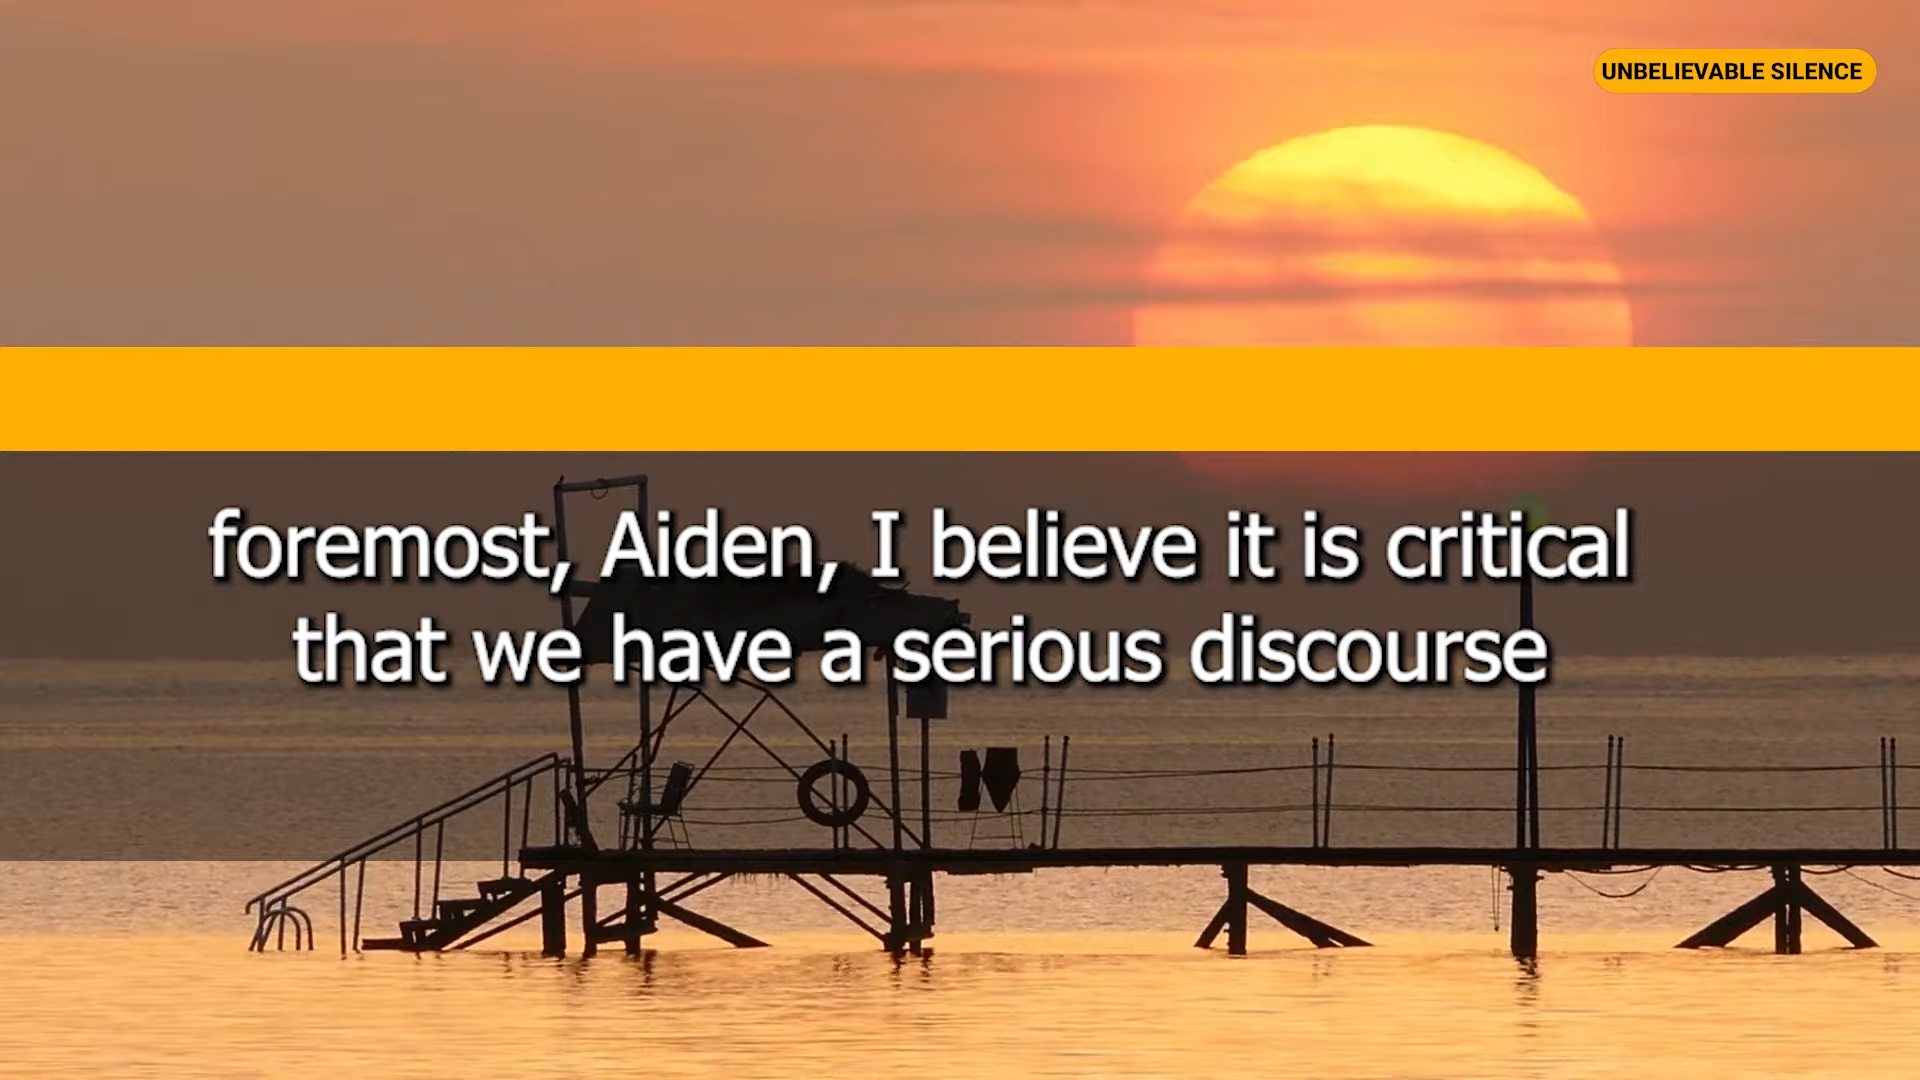 UNBELIEVABLE SILENCE
foremost, Aiden, I believe it is critical
that we have a serious discourse